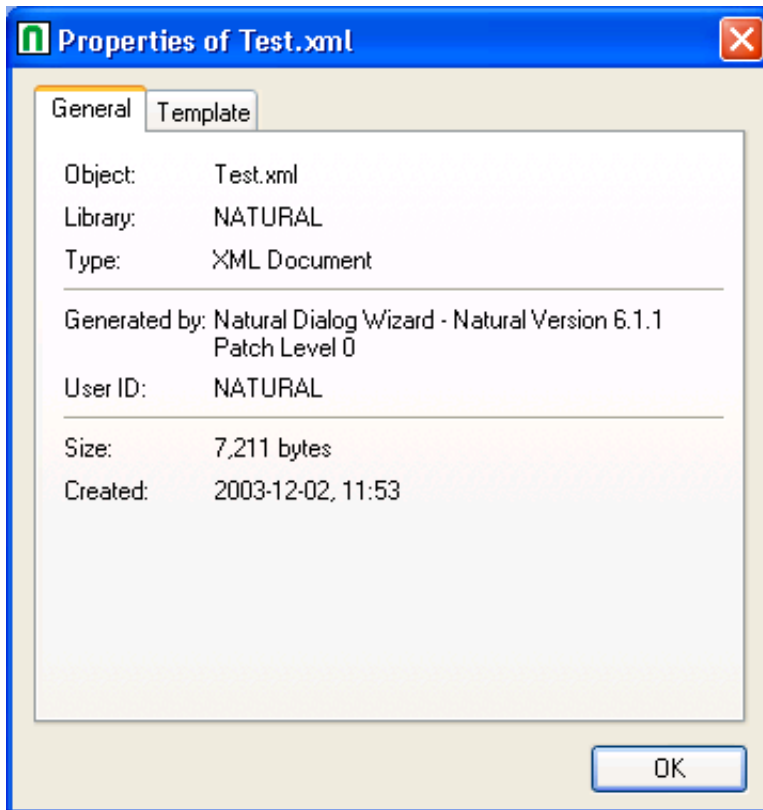 Properties of Test.xml
General Template
Object: Test.xml
Library: NATURAL
Type: XML Document
Generated by: Natural Dialog Wizard - Natural Version 6.1.1
Patch Level 0
User ID: NATURAL
Size: 7,211 bytes
Created: 2003-12-02, 11:53
OK